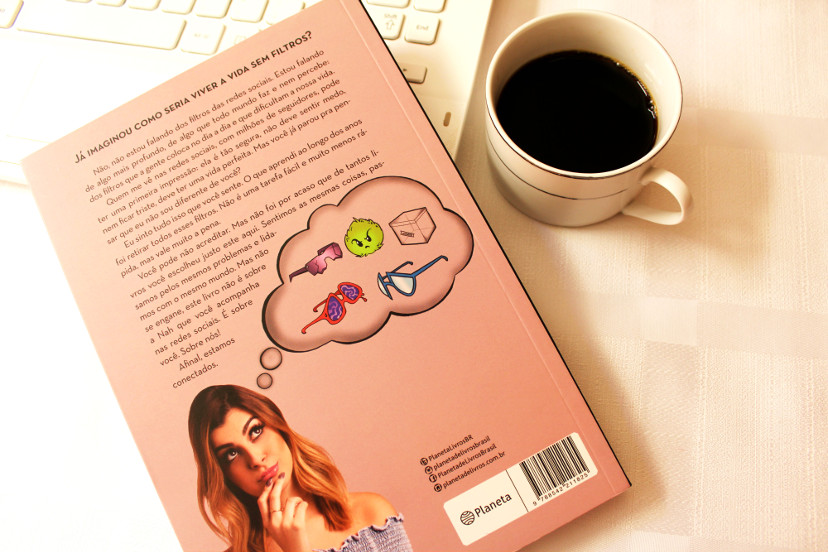 JÁ IMAGINOU COMO SERIA VIVER A VIDA SEM FILTROS?
Não, não estou falando dos filtros das redes sociais. Estou falando
de algo mais profundo, de algo que todo mundo faz e nem percebe:
dos filtros que a gente coloca no dia a dia e que dificultam a nossa vida.
Quem me vê nas redes sociais, com milhões de seguidores, pode
ter uma primeira impressão: ela é tão segura, não deve sentir medo,
nem ficar triste, deve ter uma vida perfeita. Mas você já parou pra pen-
sar que eu não sou diferente de você?
Eu sinto tudo isso que você sente. O que aprendi ao longo dos anos
foi retirar todos esses filtros. Não é uma tarefa fácil e muito menos rá-
pida, mas vale muito a pena.
Você pode não acreditar. Mas não foi por acaso que de tantos li-
vros você escolheu justo este aqui. Sentimos as mesmas coisas, pas-
samos pelos mesmos problemas e lida-
mos com o mesmo mundo. Mas não
se engane, este livro não é sobre
a Nah que você acompanha
nas redes sociais. É sobre
você. Sobre nós!
Afinal, estamos
conectados.
PlanetaLivrosBR
planetadelivrosbrasil
PlanetadeLivrosBrasil
planetadelivros.com.br
Planeta
9 788542 211825